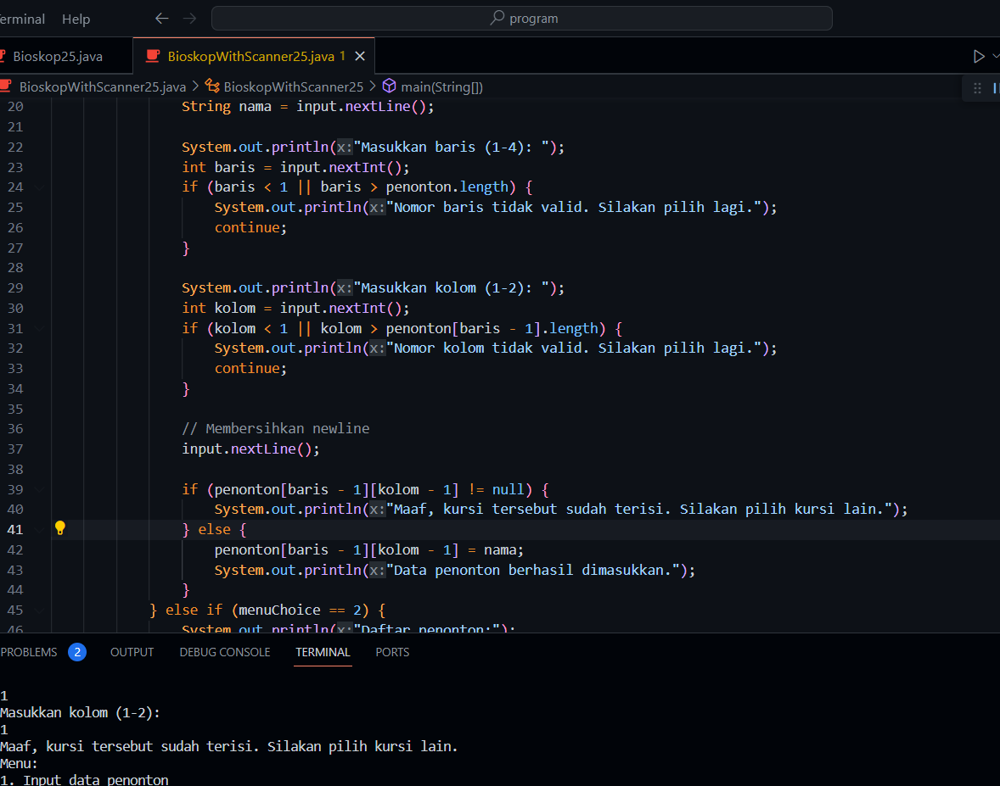 erminal Help ← → program
Bioskop25.java BioskopWithScanner25.java 1 ×
BioskopWithScanner25.java > BioskopWithScanner25 > main(String[])
20 String nama = input.nextLine();
21
22 System.out.println(x:"Masukkan baris (1-4): ");
23 int baris = input.nextInt();
24 if (baris < 1 || baris > penonton.length) {
25 System.out.println(x:"Nomor baris tidak valid. Silakan pilih lagi.");
26 continue;
27 }
28
29 System.out.println(x:"Masukkan kolom (1-2): ");
30 int kolom = input.nextInt();
31 if (kolom < 1 || kolom > penonton[baris - 1].length) {
32 System.out.println(x:"Nomor kolom tidak valid. Silakan pilih lagi.");
33 continue;
34 }
35
36 // Membersihkan newline
37 input.nextLine();
38
39 if (penonton[baris - 1][kolom - 1] != null) {
40 System.out.println(x:"Maaf, kursi tersebut sudah terisi. Silakan pilih kursi lain.");
41 } else {
42 penonton[baris - 1][kolom - 1] = nama;
43 System.out.println(x:"Data penonton berhasil dimasukkan.");
44 }
45 } else if (menuChoice == 2) {
46 System.out.println(x:"Daftar penonton:");
PROBLEMS 2 OUTPUT DEBUG CONSOLE TERMINAL PORTS
1
Masukkan kolom (1-2):
1
Maaf, kursi tersebut sudah terisi. Silakan pilih kursi lain.
Menu:
1. Input data penonton